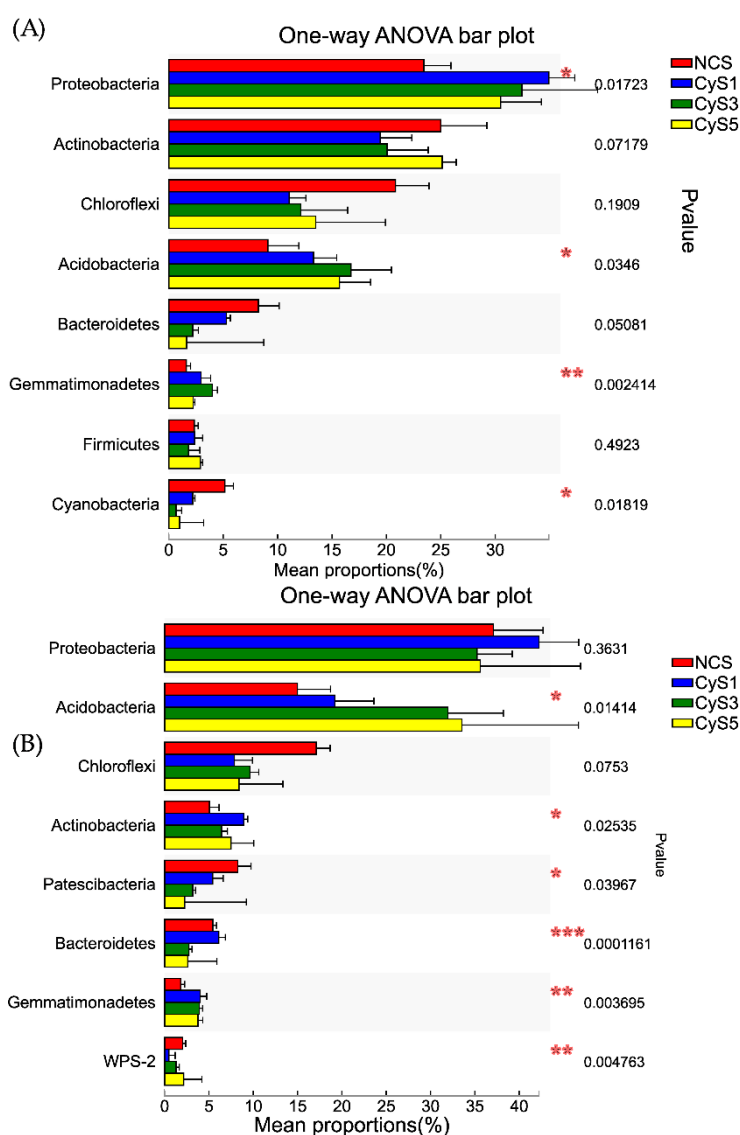 (A)
One-way ANOVA bar plot
NCS
CyS1
CyS3
CyS5
Proteobacteria
* 0.01723
Actinobacteria
0.07179
Chloroflexi
0.1909
Acidobacteria
* 0.0346
Bacteroidetes
0.05081
Gemmatimonadetes
** 0.002414
Firmicutes
0.4923
Cyanobacteria
* 0.01819
Pvalue
0 5 10 15 20 25 30
Mean proportions(%)
One-way ANOVA bar plot
NCS
CyS1
CyS3
CyS5
Proteobacteria
0.3631
Acidobacteria
* 0.01414
(B)
Chloroflexi
0.0753
Actinobacteria
* 0.02535
Patescibacteria
* 0.03967
Bacteroidetes
*** 0.0001161
Gemmatimonadetes
** 0.003695
WPS-2
** 0.004763
Pvalue
0 5 10 15 20 25 30 35 40
Mean proportions(%)